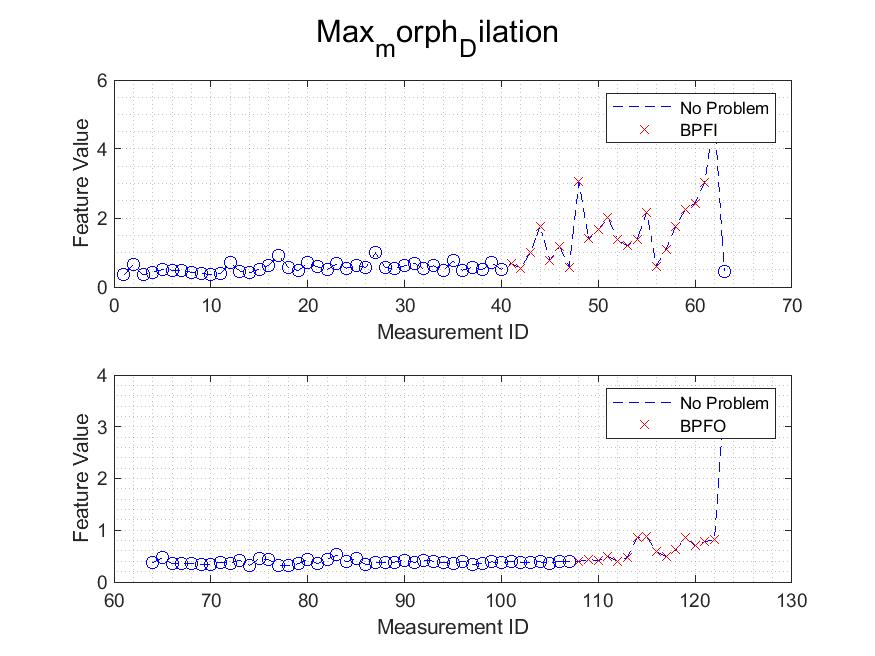 Max_morph_Dilation
6
No Problem
BPFI
4
Feature Value
2
0
0 10 20 30 40 50 60 70
Measurement ID
4
No Problem
BPFO
3
Feature Value
2
1
0
60 70 80 90 100 110 120 130
Measurement ID